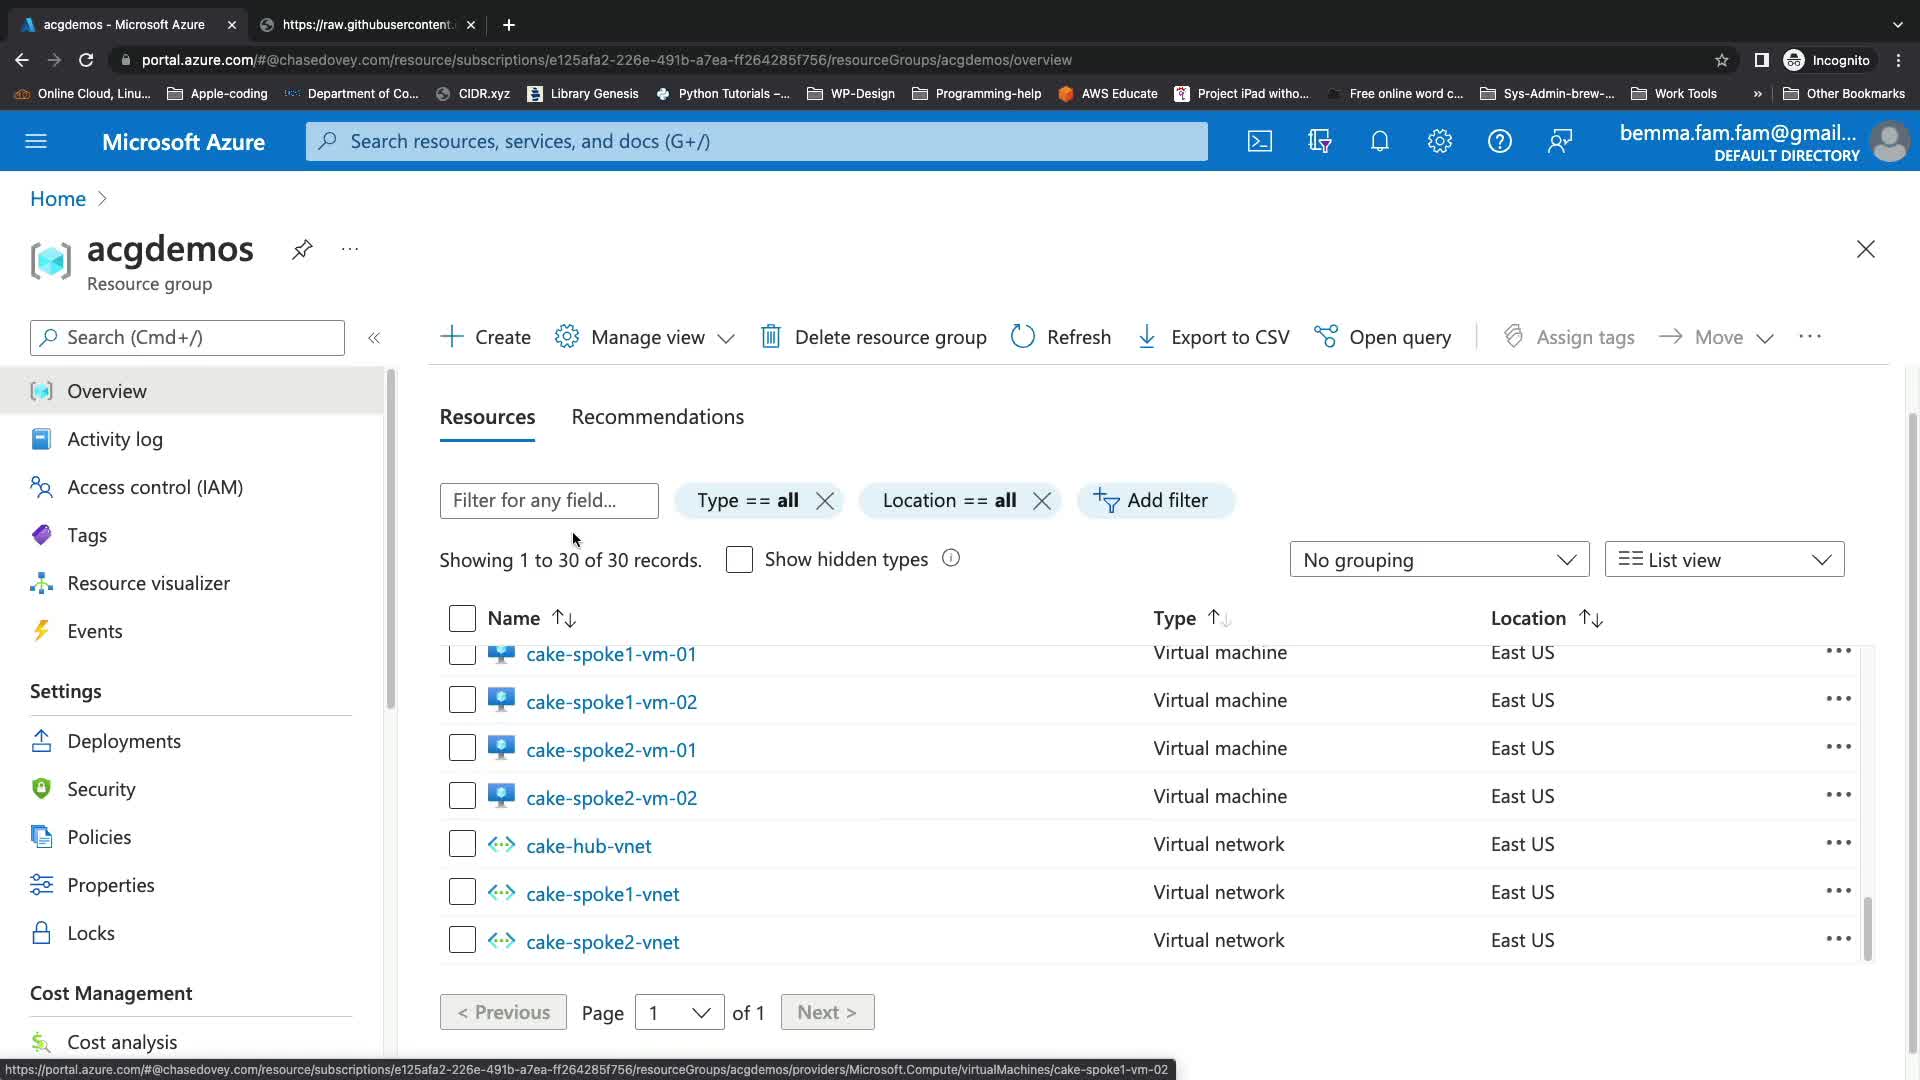 acgdemos - Microsoft Azure
https://raw.githubusercontent.
portal.azure.com/#@chasedovey.com/resource/subscriptions/e125afa2-226e-491b-a7ea-ff264285f756/resourceGroups/acgdemos/overview
Incognito
Online Cloud, Linu...
Apple-coding
Department of Co...
CIDR.xyz
Library Genesis
Python Tutorials –...
WP-Design
Programming-help
AWS Educate
Project iPad witho...
Free online word c...
Sys-Admin-brew-...
Work Tools
»
Other Bookmarks
Microsoft Azure
Search resources, services, and docs (G+/)
bemma.fam.fam@gmail...
DEFAULT DIRECTORY
Home >
acgdemos
...
Resource group
Search (Cmd+/)
«
Create
Manage view
Delete resource group
Refresh
Export to CSV
Open query
Assign tags
Move
...
Overview
Activity log
Access control (IAM)
Tags
Resource visualizer
Events
Settings
Deployments
Security
Policies
Properties
Locks
Cost Management
Cost analysis
Resources
Recommendations
Filter for any field...
Type == all
Location == all
Add filter
Showing 1 to 30 of 30 records.
Show hidden types
No grouping
List view
Name Type Location
cake-spoke1-vm-01 Virtual machine East US ...
cake-spoke1-vm-02 Virtual machine East US ...
cake-spoke2-vm-01 Virtual machine East US ...
cake-spoke2-vm-02 Virtual machine East US ...
cake-hub-vnet Virtual network East US ...
cake-spoke1-vnet Virtual network East US ...
cake-spoke2-vnet Virtual network East US ...
< Previous Page 1 of 1 Next >
https://portal.azure.com/#@chasedovey.com/resource/subscriptions/e125afa2-226e-491b-a7ea-ff264285f756/resourceGroups/acgdemos/providers/Microsoft.Compute/virtualMachines/cake-spoke1-vm-02